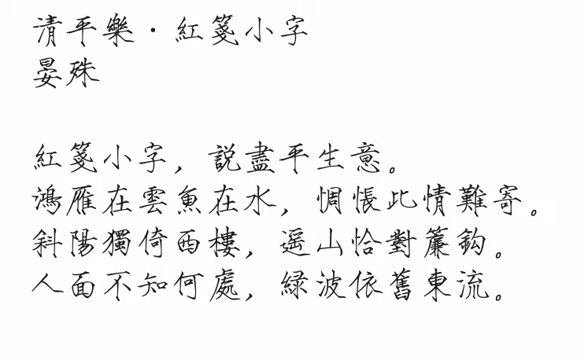 清平樂·紅箋小字
晏殊
紅箋小字，說盡平生意。
鴻雁在雲魚在水，惆悵此情難寄。
斜陽獨倚西樓，遥山恰對簾鈎。
人面不知何處，綠波依舊東流。